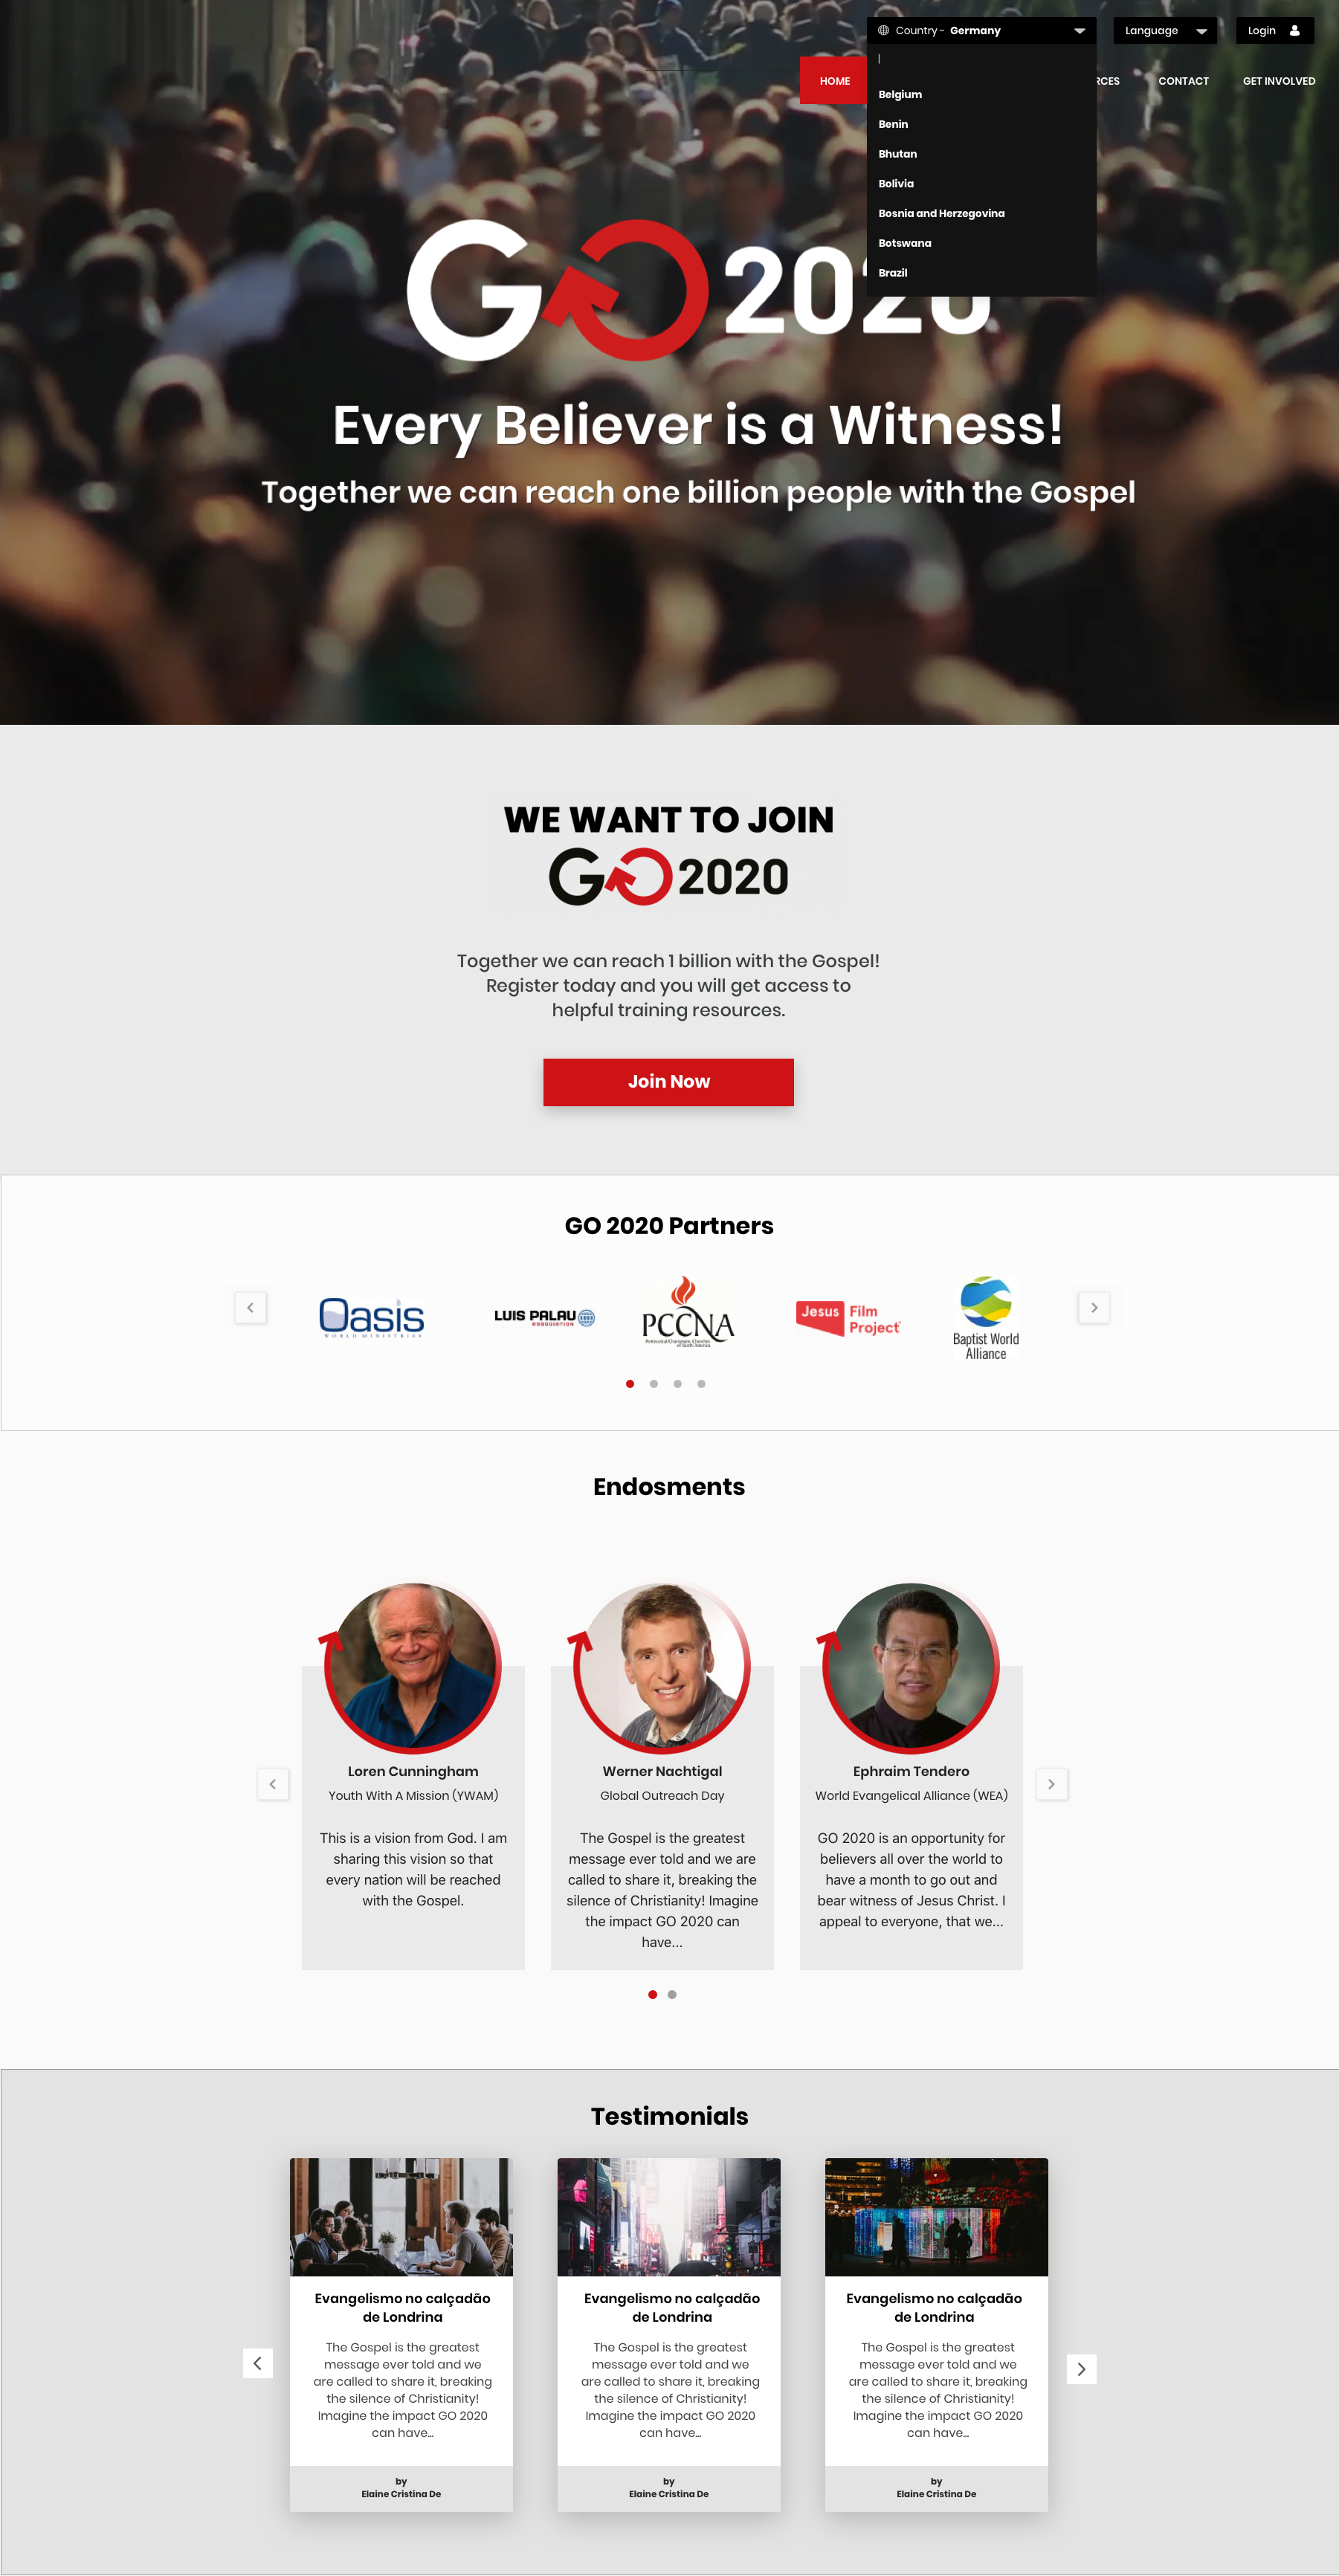 Country - Germany
Language
Login
HOME
RCES
CONTACT
GET INVOLVED
Belgium
Benin
Bhutan
Bolivia
Bosnia and Herzegovina
Botswana
Brazil
GO 2020
Every Believer is a Witness!
Together we can reach one billion people with the Gospel
WE WANT TO JOIN
GO 2020
Together we can reach 1 billion with the Gospel!
Register today and you will get access to
helpful training resources.
Join Now
GO 2020 Partners
Oasis
WORLD MINISTRIES
LUIS PALAU
ASSOCIATION
PCCNA
Pentecostal/Charismatic Churches
of North America
Jesus Film
Project
Baptist World
Alliance
Endosments
Loren Cunningham
Youth With A Mission (YWAM)
This is a vision from God. I am
sharing this vision so that
every nation will be reached
with the Gospel.
Werner Nachtigal
Global Outreach Day
The Gospel is the greatest
message ever told and we are
called to share it, breaking the
silence of Christianity! Imagine
the impact GO 2020 can
have...
Ephraim Tendero
World Evangelical Alliance (WEA)
GO 2020 is an opportunity for
believers all over the world to
have a month to go out and
bear witness of Jesus Christ. I
appeal to everyone, that we...
Testimonials
Evangelismo no calçadão
de Londrina
The Gospel is the greatest
message ever told and we
are called to share it, breaking
the silence of Christianity!
Imagine the impact GO 2020
can have...
by
Elaine Cristina De
Evangelismo no calçadão
de Londrina
The Gospel is the greatest
message ever told and we
are called to share it, breaking
the silence of Christianity!
Imagine the impact GO 2020
can have...
by
Elaine Cristina De
Evangelismo no calçadão
de Londrina
The Gospel is the greatest
message ever told and we
are called to share it, breaking
the silence of Christianity!
Imagine the impact GO 2020
can have...
by
Elaine Cristina De